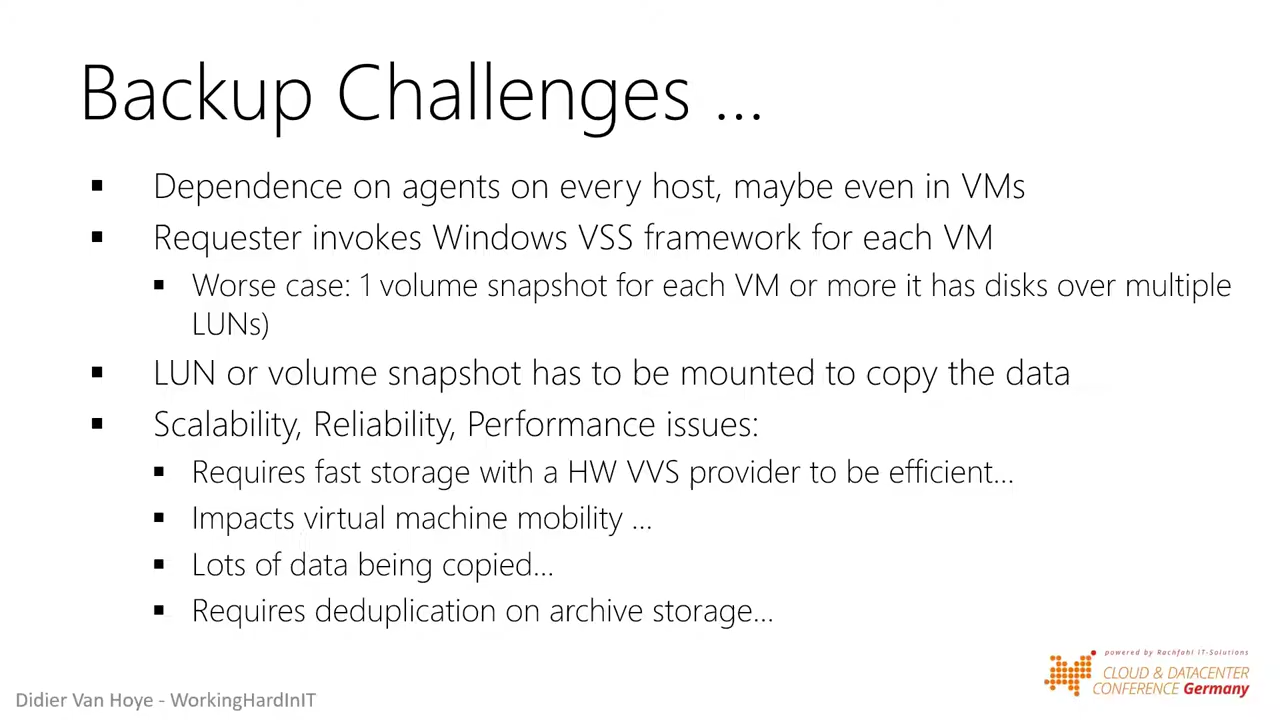 Backup Challenges ...
▪ Dependence on agents on every host, maybe even in VMs
▪ Requester invokes Windows VSS framework for each VM
▪ Worse case: 1 volume snapshot for each VM or more it has disks over multiple
LUNs)
▪ LUN or volume snapshot has to be mounted to copy the data
▪ Scalability, Reliability, Performance issues:
▪ Requires fast storage with a HW VVS provider to be efficient...
▪ Impacts virtual machine mobility ...
▪ Lots of data being copied...
▪ Requires deduplication on archive storage...
powered by Rachfahl IT-Solutions
CLOUD & DATACENTER
CONFERENCE Germany
Didier Van Hoye - WorkingHardInIT